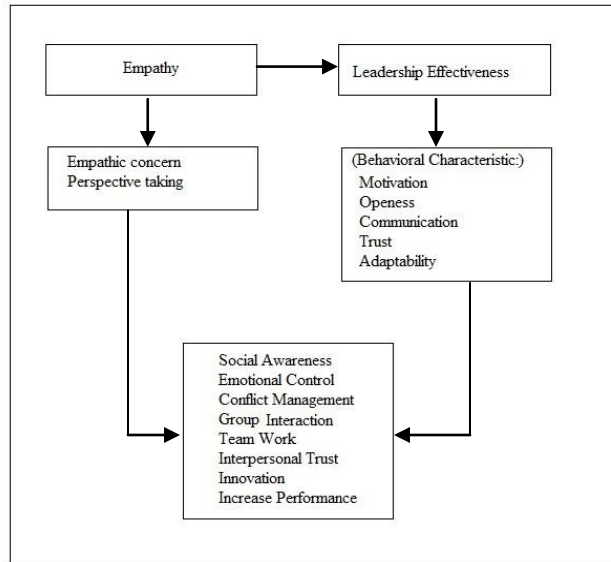 Empathy
Leadership Effectiveness
Empathic concern
Perspective taking
(Behavioral Characteristic:)
Motivation
Openess
Communication
Trust
Adaptability
Social Awareness
Emotional Control
Conflict Management
Group Interaction
Team Work
Interpersonal Trust
Innovation
Increase Performance